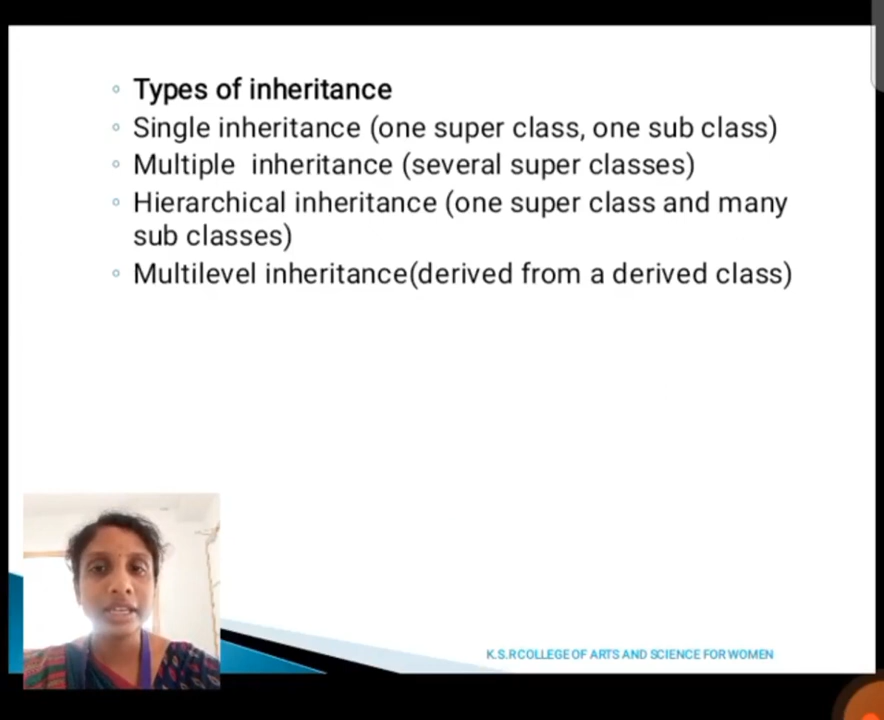 Types of inheritance
Single inheritance (one super class, one sub class)
Multiple  inheritance (several super classes)
Hierarchical inheritance (one super class and many
sub classes)
Multilevel inheritance(derived from a derived class)
K.S.R COLLEGE OF ARTS AND SCIENCE FOR WOMEN